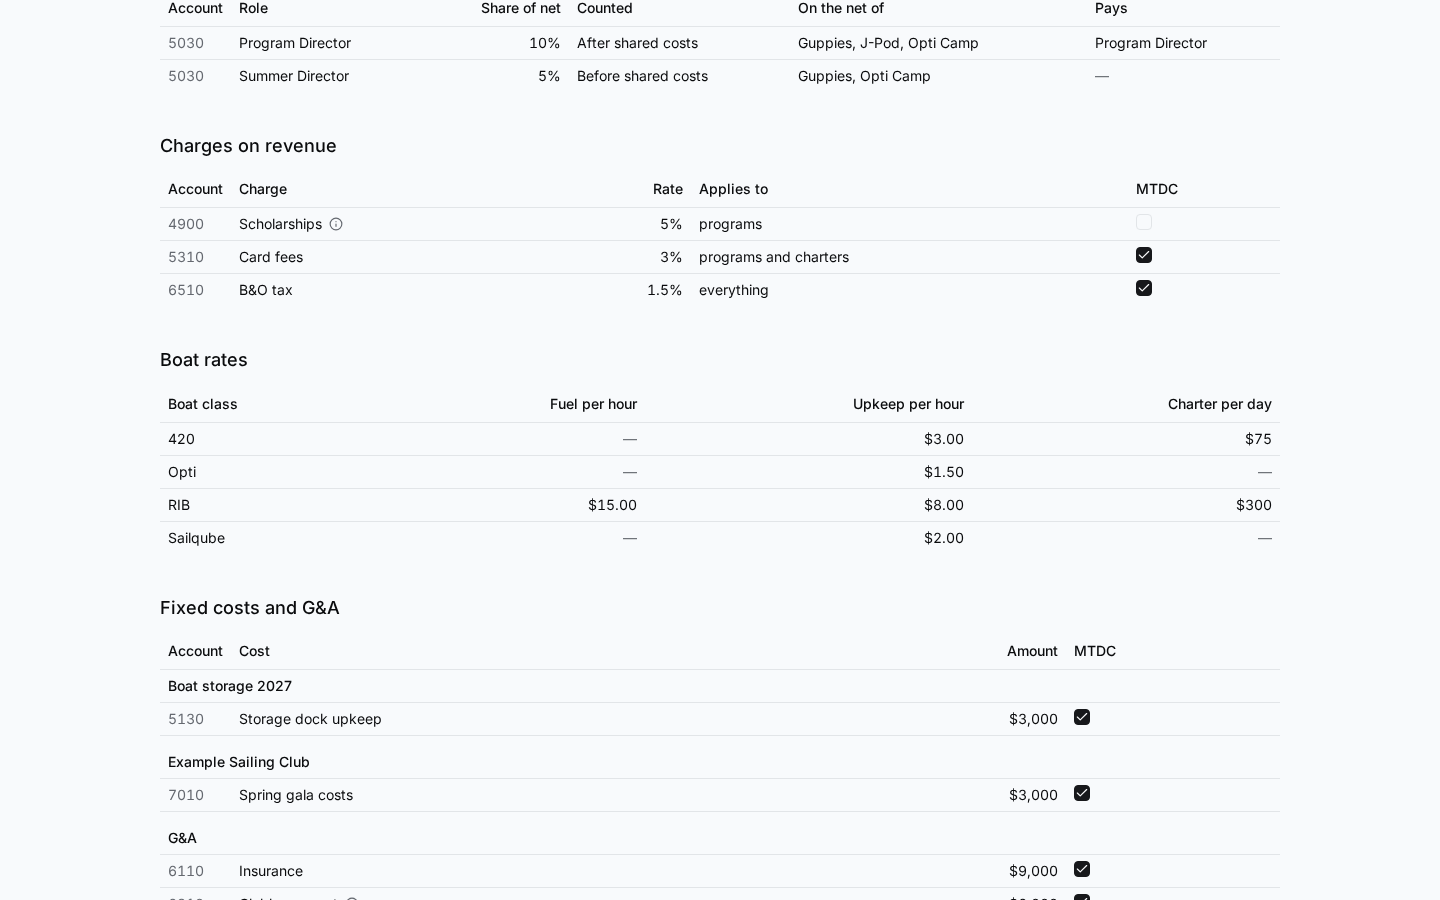 Account Role Share of net Counted On the net of Pays
5030 Program Director 10% After shared costs Guppies, J-Pod, Opti Camp Program Director
5030 Summer Director 5% Before shared costs Guppies, Opti Camp —
Charges on revenue
Account Charge Rate Applies to MTDC
4900 Scholarships 5% programs
5310 Card fees 3% programs and charters
6510 B&O tax 1.5% everything
Boat rates
Boat class Fuel per hour Upkeep per hour Charter per day
420 — $3.00 $75
Opti — $1.50 —
RIB $15.00 $8.00 $300
Sailqube — $2.00 —
Fixed costs and G&A
Account Cost Amount MTDC
Boat storage 2027
5130 Storage dock upkeep $3,000
Example Sailing Club
7010 Spring gala costs $3,000
G&A
6110 Insurance $9,000